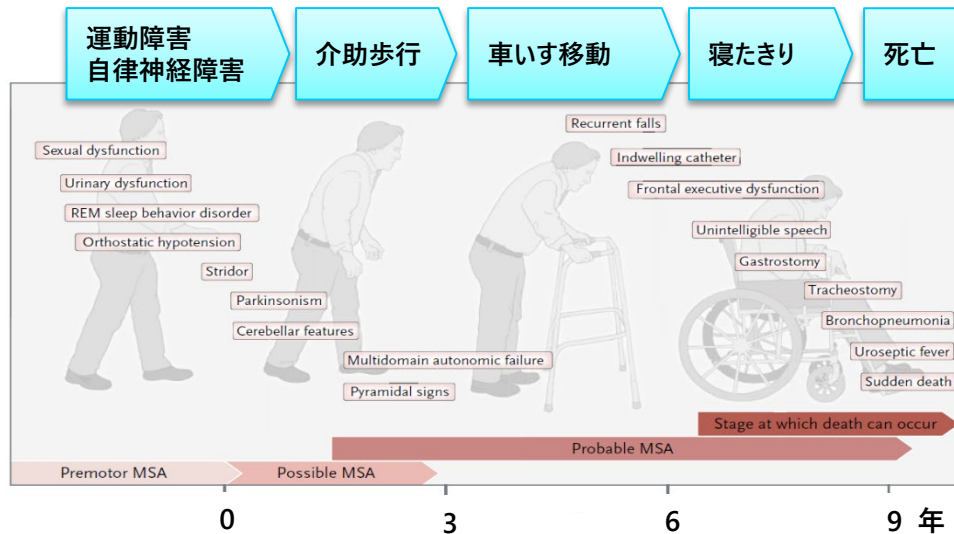 運動障害
自律神経障害
介助歩行
車いす移動
寝たきり
死亡
Recurrent falls
Sexual dysfunction
Indwelling catheter
Urinary dysfunction
Frontal executive dysfunction
REM sleep behavior disorder
Unintelligible speech
Orthostatic hypotension
Gastrostomy
Stridor
Tracheostomy
Parkinsonism
Bronchopneumonia
Cerebellar features
Uroseptic fever
Multidomain autonomic failure
Sudden death
Pyramidal signs
Stage at which death can occur
Probable MSA
Premotor MSA
Possible MSA
0
3
6
9 年